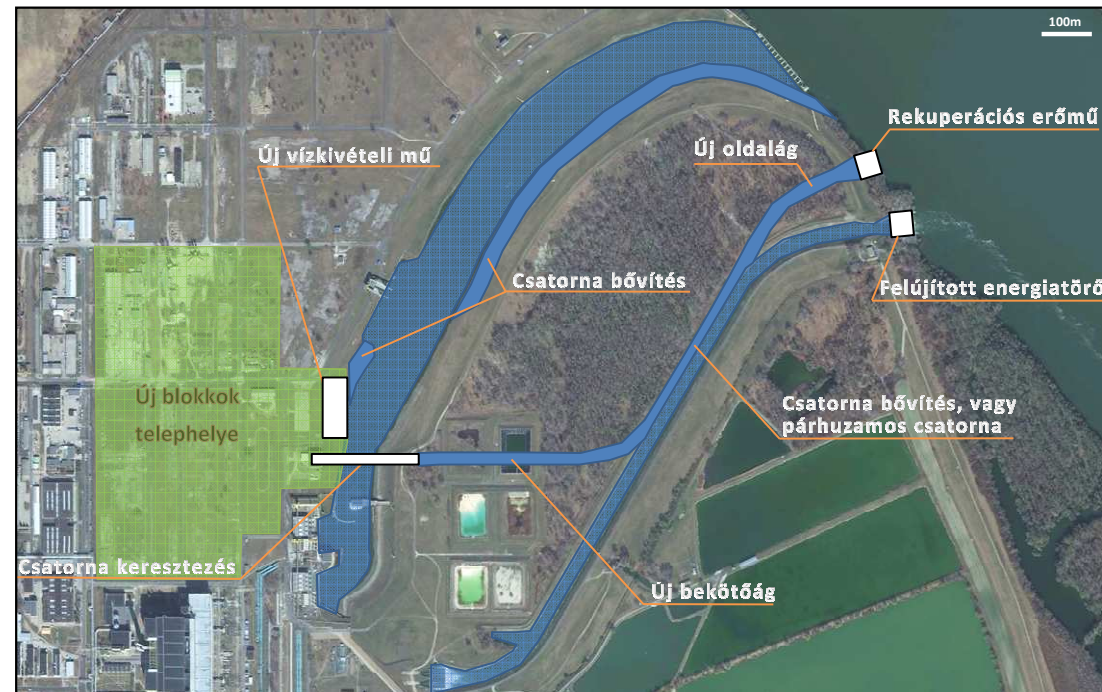 100m
Rekuperációs erőmű
Új oldalág
Új vízkivételi mű
Csatorna bővítés
Felújított energiatörő
Új blokkok
telephelye
Csatorna bővítés, vagy
párhuzamos csatorna
Csatorna keresztezés
Új bekötőág